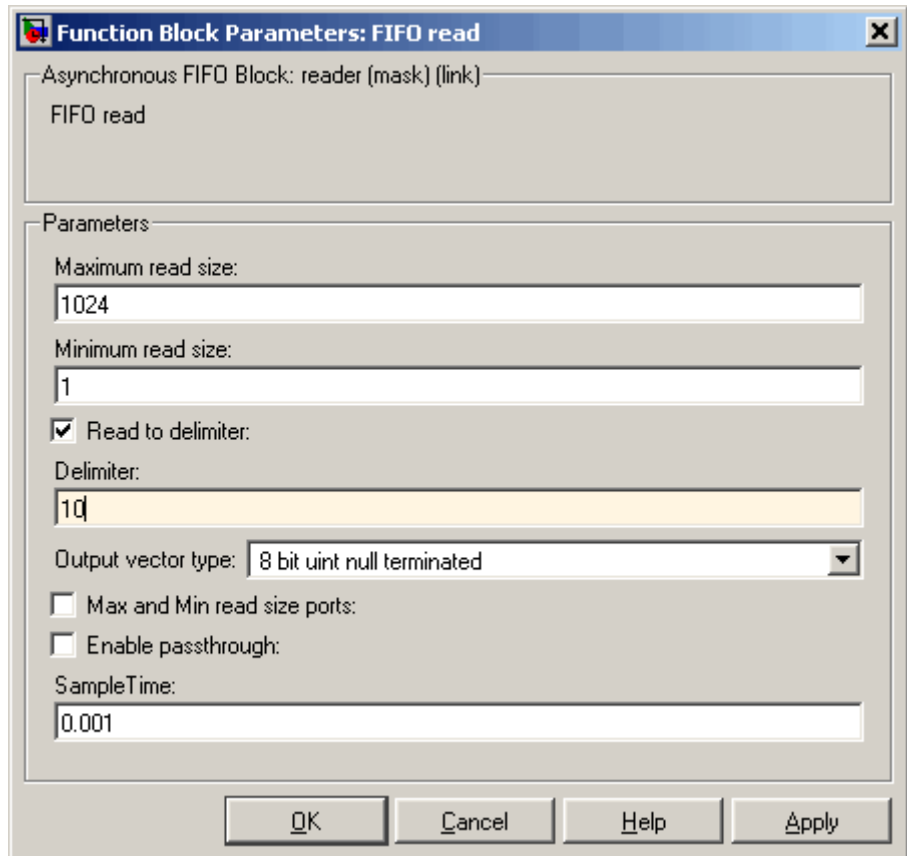 Function Block Parameters: FIFO read
Asynchronous FIFO Block: reader (mask) (link)
FIFO read
Parameters
Maximum read size:
1024
Minimum read size:
1
Read to delimiter:
Delimiter:
10
Output vector type: 8 bit uint null terminated
Max and Min read size ports:
Enable passthrough:
SampleTime:
0.001
OK Cancel Help Apply